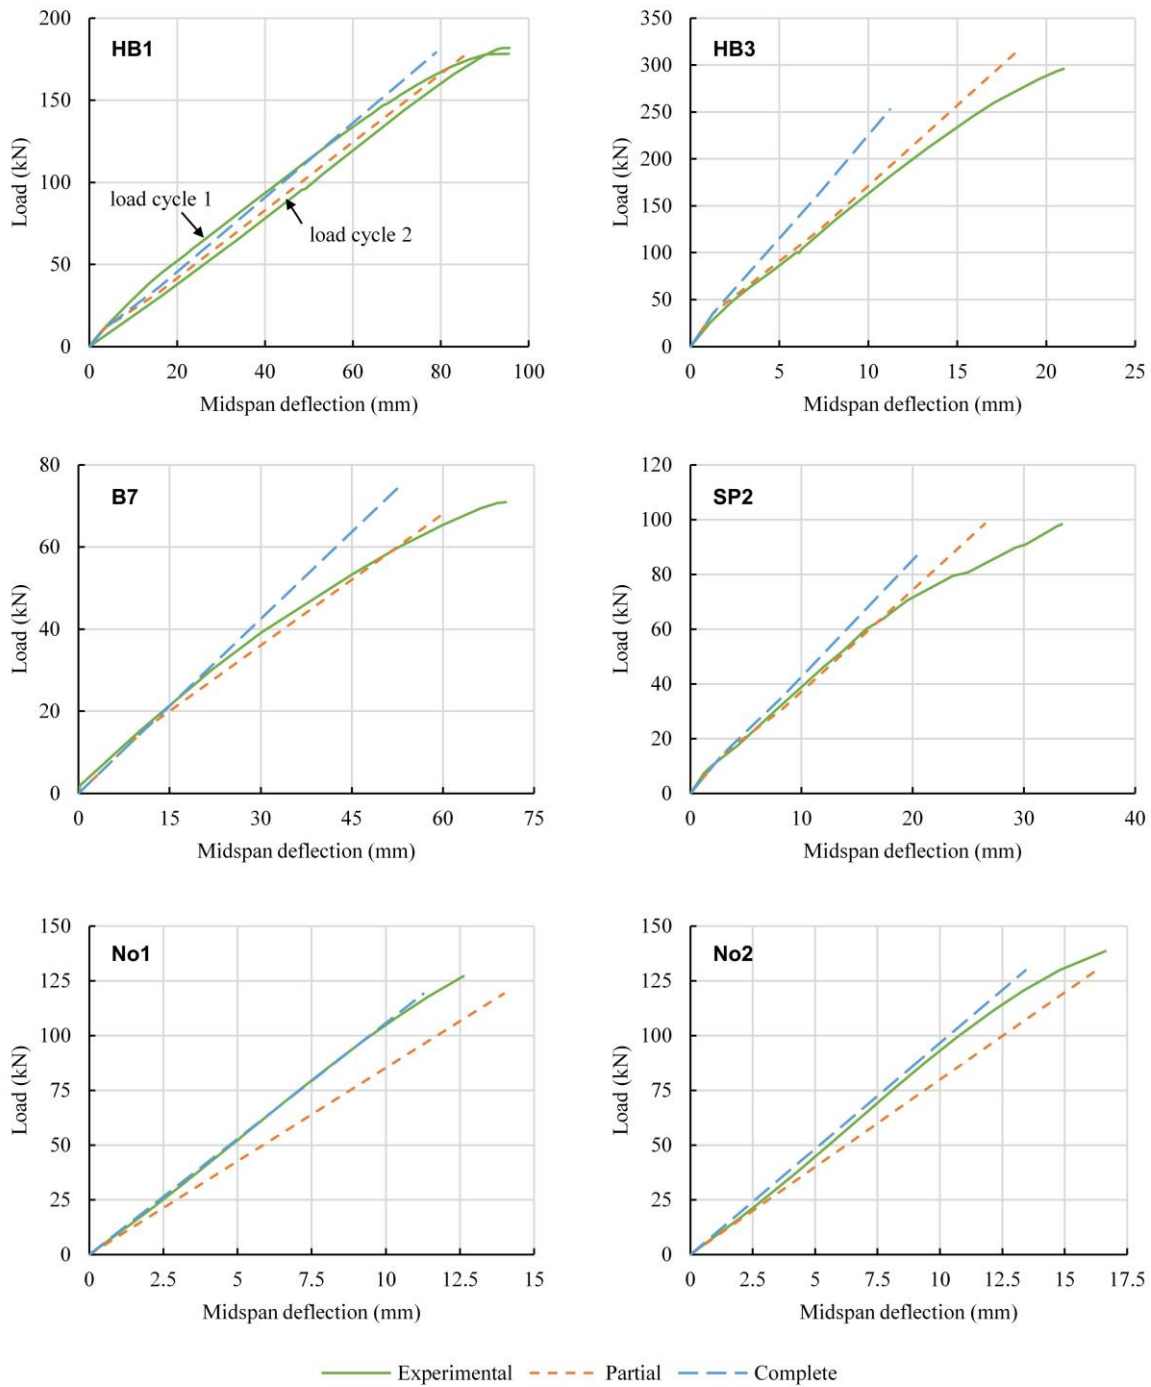 HB1
200
150
100
50
0
load cycle 1
load cycle 2
0 20 40 60 80 100
Midspan deflection (mm)
Load (kN)
HB3
350
300
250
200
150
100
50
0
0 5 10 15 20 25
Midspan deflection (mm)
Load (kN)
B7
80
60
40
20
0
0 15 30 45 60 75
Midspan deflection (mm)
Load (kN)
SP2
120
100
80
60
40
20
0
0 10 20 30 40
Midspan deflection (mm)
Load (kN)
No1
150
125
100
75
50
25
0
0 2.5 5 7.5 10 12.5 15
Midspan deflection (mm)
Load (kN)
No2
150
125
100
75
50
25
0
0 2.5 5 7.5 10 12.5 15 17.5
Midspan deflection (mm)
Load (kN)
Experimental Partial Complete